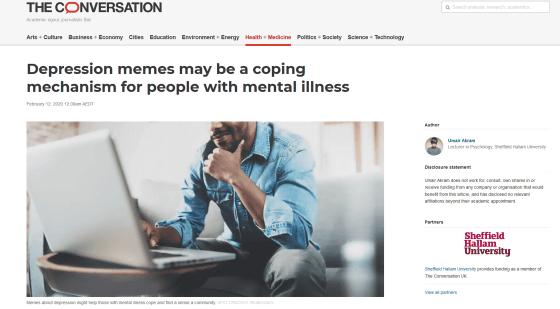 THE CONVERSATION
Academic rigour, journalistic flair
Search analysis, research, academics…
Arts + Culture Business + Economy Cities Education Environment + Energy Health + Medicine Politics + Society Science + Technology
Depression memes may be a coping
mechanism for people with mental illness
February 12, 2020 12.06am AEDT
Memes about depression might help those with mental illness cope and find a sense a community.
Author
Umair Akram
Lecturer in Psychology, Sheffield Hallam University
Disclosure statement
Umair Akram does not work for, consult, own shares in or
receive funding from any company or organisation that would
benefit from this article, and has disclosed no relevant
affiliations beyond their academic appointment.
Partners
Sheffield
Hallam
University
Sheffield Hallam University provides funding as a member of
The Conversation UK.
View all partners